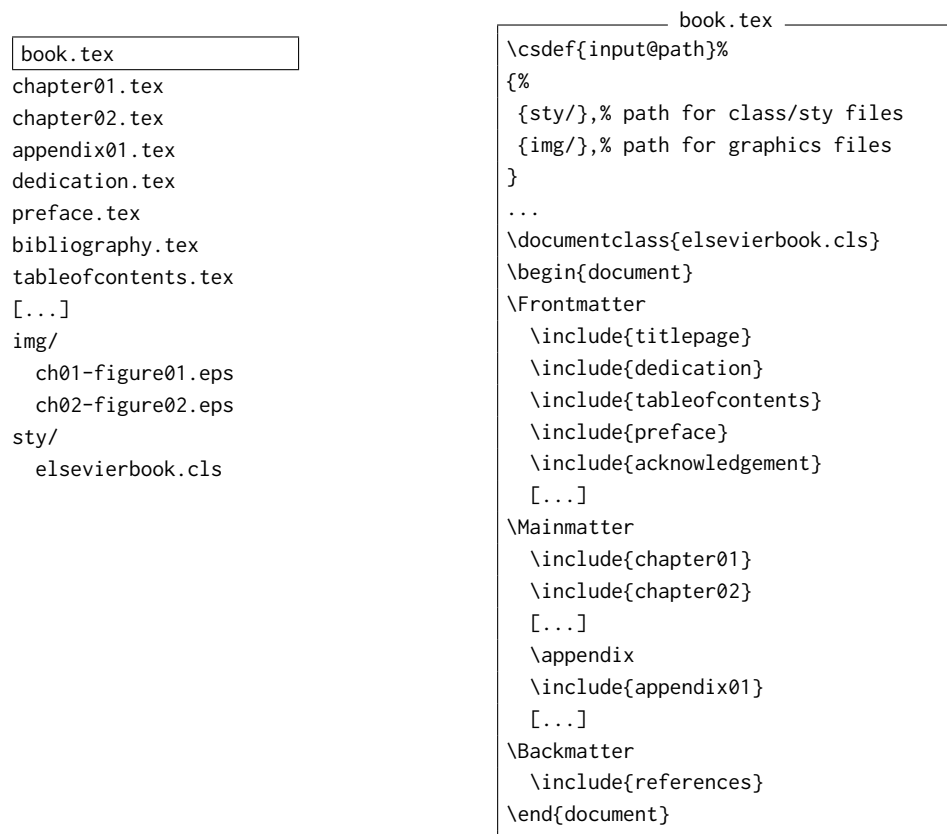 book.tex
chapter01.tex
chapter02.tex
appendix01.tex
dedication.tex
preface.tex
bibliography.tex
tableofcontents.tex
[...]
img/
  ch01-figure01.eps
  ch02-figure02.eps
sty/
  elsevierbook.cls
book.tex
\csdef{input@path}%
{%
 {sty/},% path for class/sty files
 {img/},% path for graphics files
}
...
\documentclass{elsevierbook.cls}
\begin{document}
\Frontmatter
  \include{titlepage}
  \include{dedication}
  \include{tableofcontents}
  \include{preface}
  \include{acknowledgement}
  [...]
\Mainmatter
  \include{chapter01}
  \include{chapter02}
  [...]
  \appendix
  \include{appendix01}
  [...]
\Backmatter
  \include{references}
\end{document}